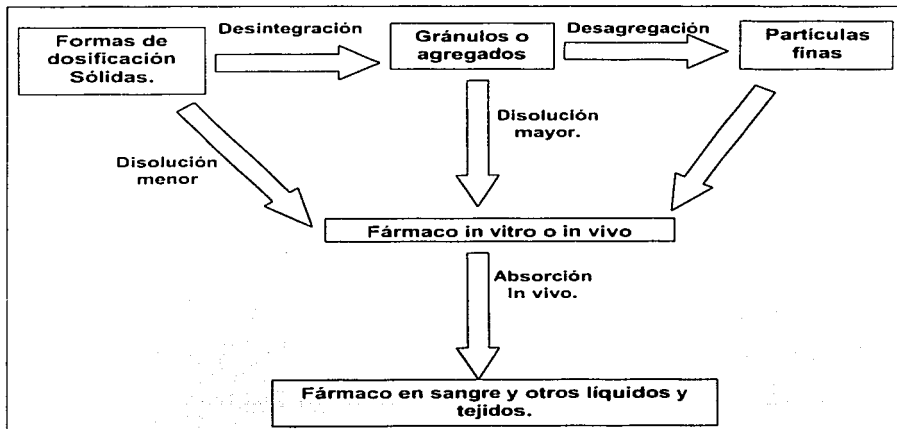 Formas de
dosificación
Sólidas.
Desintegración
Gránulos o
agregados
Desagregación
Partículas
finas
Disolución
menor
Disolución
mayor.
Fármaco in vitro o in vivo
Absorción
In vivo.
Fármaco en sangre y otros líquidos y
tejidos.